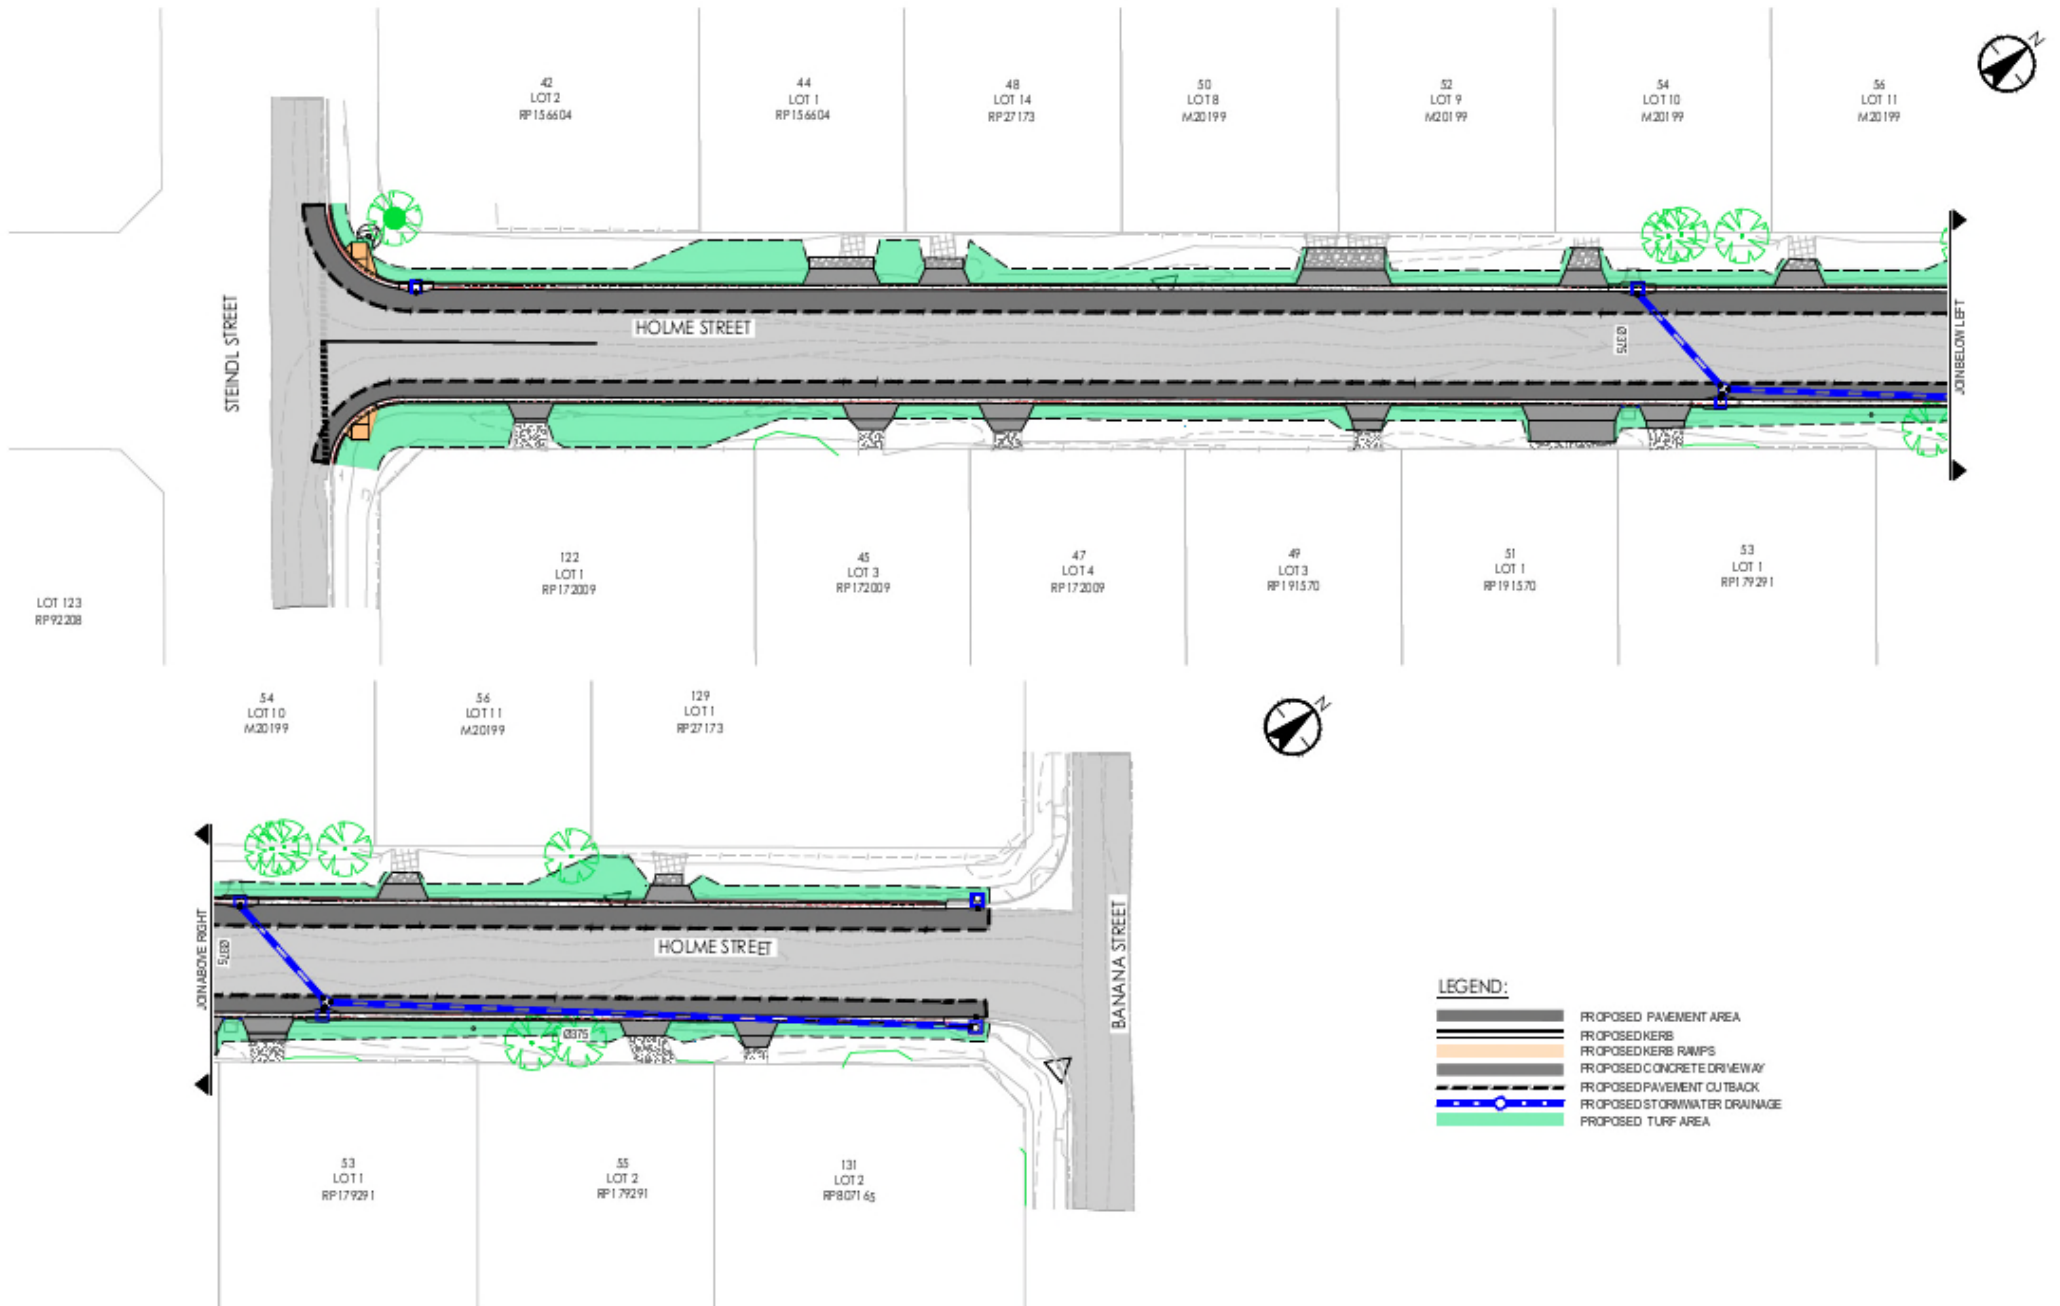 42
LOT 2
RP156604
44
LOT 1
RP156604
48
LOT 14
RP27173
50
LOT 8
M20199
52
LOT 9
M20199
54
LOT 10
M20199
56
LOT 11
M20199
N
STEINDL STREET
HOLME STREET
Ø375
JOIN BELOW LEFT
LOT 123
RP92208
122
LOT 1
RP172009
45
LOT 3
RP172009
47
LOT 4
RP172009
49
LOT 3
RP191570
51
LOT 1
RP191570
53
LOT 1
RP179291
54
LOT 10
M20199
56
LOT 11
M20199
129
LOT 1
RP27173
N
JOIN ABOVE RIGHT
Ø375
HOLME STREET
BANANA STREET
Ø375
53
LOT 1
RP179291
55
LOT 2
RP179291
131
LOT 2
RP807165
LEGEND:
PROPOSED PAVEMENT AREA
PROPOSED KERB
PROPOSED KERB RAMPS
PROPOSED CONCRETE DRIVEWAY
PROPOSED PAVEMENT CUTBACK
PROPOSED STORMWATER DRAINAGE
PROPOSED TURF AREA